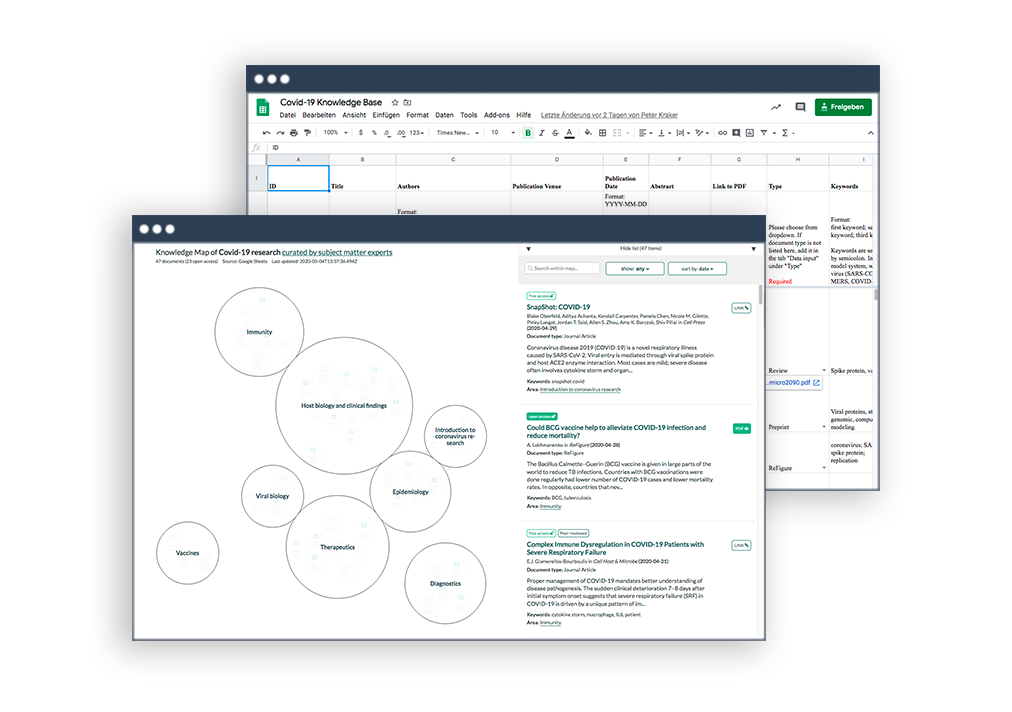 Covid-19 Knowledge Base
Datei Bearbeiten Ansicht Einfügen Format Daten Tools Add-ons Hilfe Letzte Änderung vor 2 Tagen von Peter Kraker
Freigeben
100% $ % .0 .00 123 Times New... 10 B I S A
fx ID
A B C D E F G H I
1 ID Title Authors Publication Venue Publication Date Abstract Link to PDF Type Keywords
Format:
Format:
YYYY-MM-DD
Please choose from
dropdown. If
document type is not
listed here, add it in
the tab "Data input"
under "Type"
Required
Format:
first keyword; se
keyword; third k
Keywords are se
by semicolon. In
model system, w
virus (SARS-CO
MERS, COVID-
Review
Spike protein, va
...micro2090.pdf
Preprint
Viral proteins, st
genomic, compu
modeling
ReFigure
coronavirus; SA
spike protein;
replication
Knowledge Map of Covid-19 research curated by subject matter experts
47 documents (23 open access) Source: Google Sheets Last updated: 2020-05-04T13:37:36.494Z
Immunity
Host biology and clinical findings
Introduction to
coronavirus re-
search
Viral biology
Epidemiology
Vaccines
Therapeutics
Diagnostics
Hide list (47 items)
Search within map...
show: any
sort by: date
free access
SnapShot: COVID-19
LINK
Blake Oberfeld, Aditya Achanta, Kendall Carpenter, Pamela Chen, Nicole M. Gilette,
Pinky Langat, Jordan T. Said, Allen S. Zhou, Amy K. Barczak, Shiv Pillai in Cell Press
(2020-04-29)
Document type: Journal Article
Coronavirus disease 2019 (COVID-19) is a novel respiratory illness
caused by SARS-CoV-2. Viral entry is mediated through viral spike protein
and host ACE2 enzyme interaction. Most cases are mild; severe disease
often involves cytokine storm and organ...
Keywords: snapshot covid
Area: Introduction to coronavirus research
open access
Could BCG vaccine help to alleviate COVID-19 infection and
reduce mortality?
PDF
A. Lokhmanenko in ReFigure (2020-04-28)
Document type: ReFigure
The Bacillus Calmette–Guerin (BCG) vaccine is given in large parts of the
world to reduce TB infections. Countries with BCG vaccinations were
done regularly had lower number of COVID-19 cases and lower mortality
rates. In opposite, countries that nev...
Keywords: BCG, tuberculosis
Area: Immunity
free access Peer-reviewed
Complex Immune Dysregulation in COVID-19 Patients with
Severe Respiratory Failure
LINK
E.J. Giamarellos-Bourboulis in Cell Host & Microbe (2020-04-21)
Document type: Journal Article
Proper management of COVID-19 mandates better understanding of
disease pathogenesis. The sudden clinical deterioration 7–8 days after
initial symptom onset suggests that severe respiratory failure (SRF) in
COVID-19 is driven by a unique pattern of im...
Keywords: cytokine storm, macrophage, IL6, patient
Area: Immunity